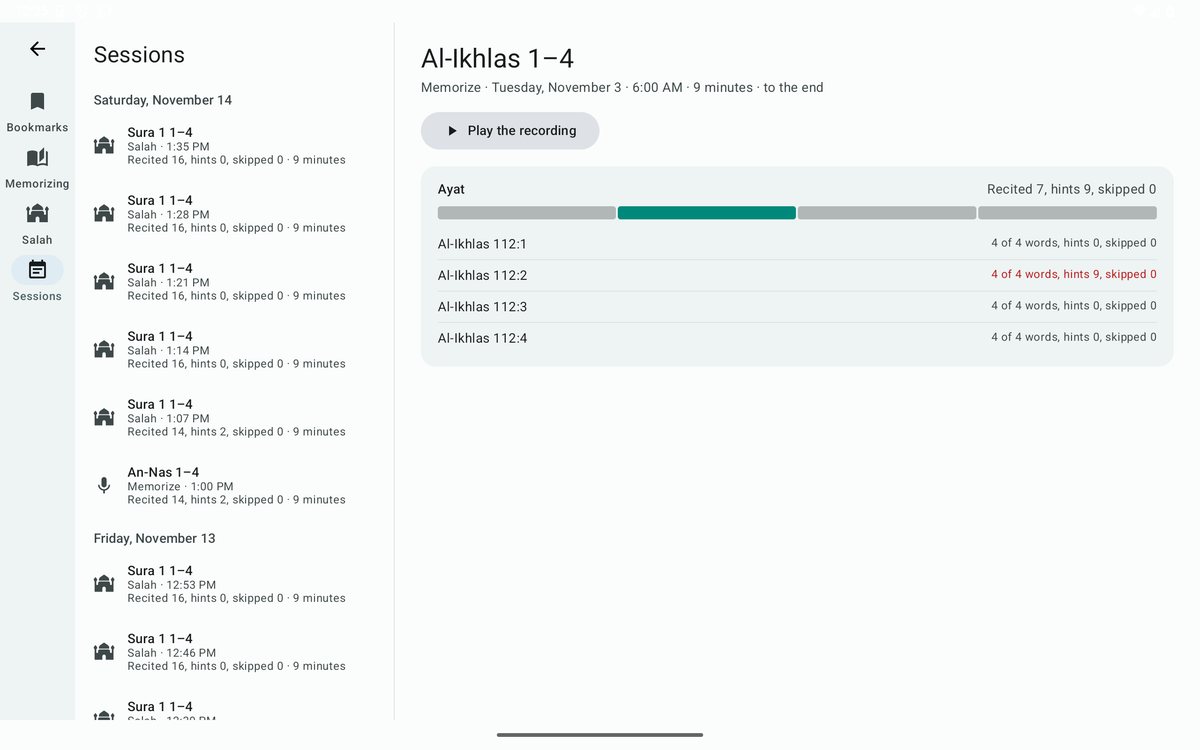 Bookmarks
Memorizing
Salah
Sessions
Sessions
Saturday, November 14
Sura 1 1–4
Salah · 1:35 PM
Recited 16, hints 0, skipped 0 · 9 minutes
Sura 1 1–4
Salah · 1:28 PM
Recited 16, hints 0, skipped 0 · 9 minutes
Sura 1 1–4
Salah · 1:21 PM
Recited 16, hints 0, skipped 0 · 9 minutes
Sura 1 1–4
Salah · 1:14 PM
Recited 16, hints 0, skipped 0 · 9 minutes
Sura 1 1–4
Salah · 1:07 PM
Recited 14, hints 2, skipped 0 · 9 minutes
An-Nas 1–4
Memorize · 1:00 PM
Recited 14, hints 2, skipped 0 · 9 minutes
Friday, November 13
Sura 1 1–4
Salah · 12:53 PM
Recited 16, hints 0, skipped 0 · 9 minutes
Sura 1 1–4
Salah · 12:46 PM
Recited 16, hints 0, skipped 0 · 9 minutes
Sura 1 1–4
Al-Ikhlas 1–4
Memorize · Tuesday, November 3 · 6:00 AM · 9 minutes · to the end
Play the recording
Ayat Recited 7, hints 9, skipped 0
Al-Ikhlas 112:1 4 of 4 words, hints 0, skipped 0
Al-Ikhlas 112:2 4 of 4 words, hints 9, skipped 0
Al-Ikhlas 112:3 4 of 4 words, hints 0, skipped 0
Al-Ikhlas 112:4 4 of 4 words, hints 0, skipped 0